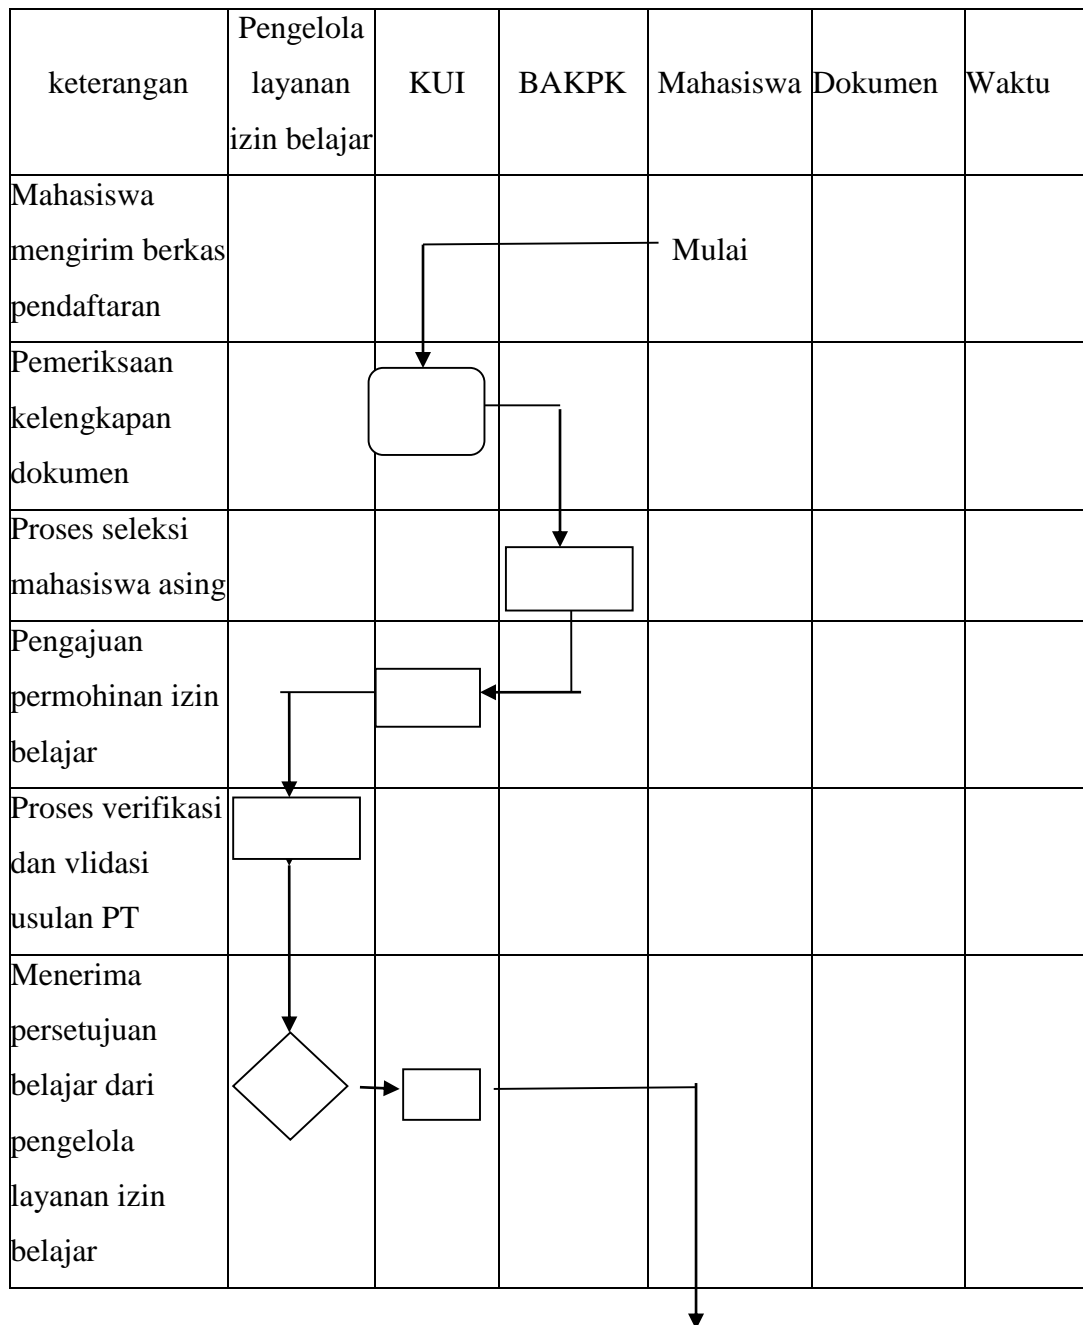 keterangan
Pengelola
layanan
izin belajar
KUI
BAKPK
Mahasiswa
Dokumen
Waktu
Mahasiswa
mengirim berkas
pendaftaran
Mulai
Pemeriksaan
kelengkapan
dokumen
Proses seleksi
mahasiswa asing
Pengajuan
permohinan izin
belajar
Proses verifikasi
dan vlidasi
usulan PT
Menerima
persetujuan
belajar dari
pengelola
layanan izin
belajar